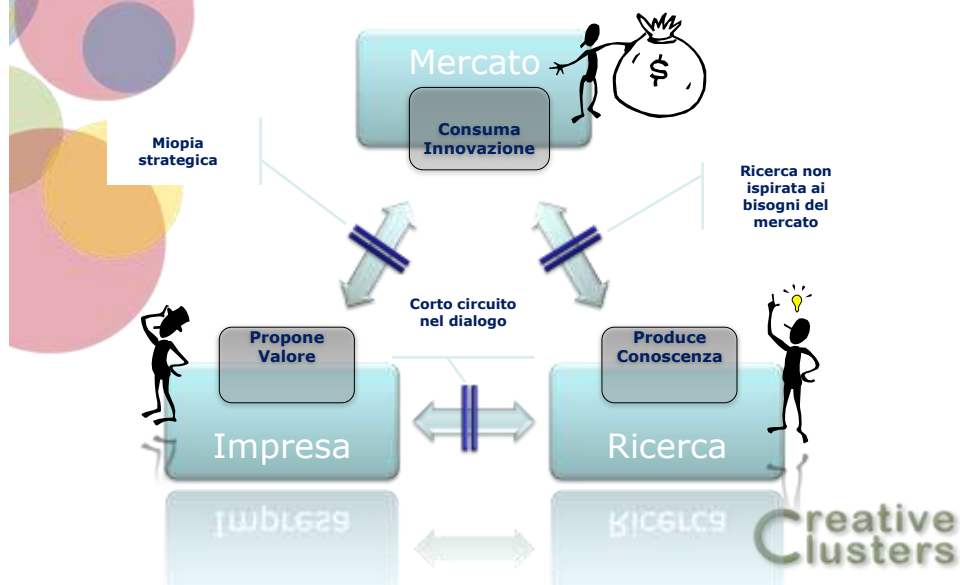 Mercato
$
Consuma
Innovazione
Miopia
strategica
Ricerca non
ispirata ai
bisogni del
mercato
Corto circuito
nel dialogo
Propone
Valore
Produce
Conoscenza
Impresa
Ricerca
Creative
Clusters